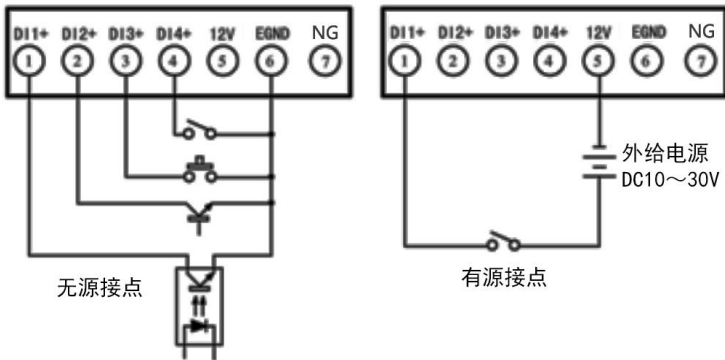 DI1+ DI2+ DI3+ DI4+ 12V EGND NG
1 2 3 4 5 6 7
无源接点
DI1+ DI2+ DI3+ DI4+ 12V EGND NG
1 2 3 4 5 6 7
外给电源
DC10～30V
有源接点